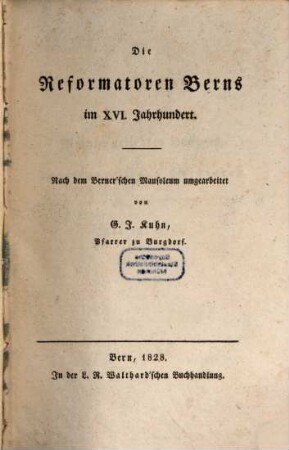 Die
Reformatoren Berns
im XVI. Jahrhundert.
Nach dem Berner'schen Mausoleum umgearbeitet
von
G. J. Kuhn,
Pfarrer zu Burgdorf.
Bern, 1828.
In der L. R. Walthard'schen Buchhandlung.